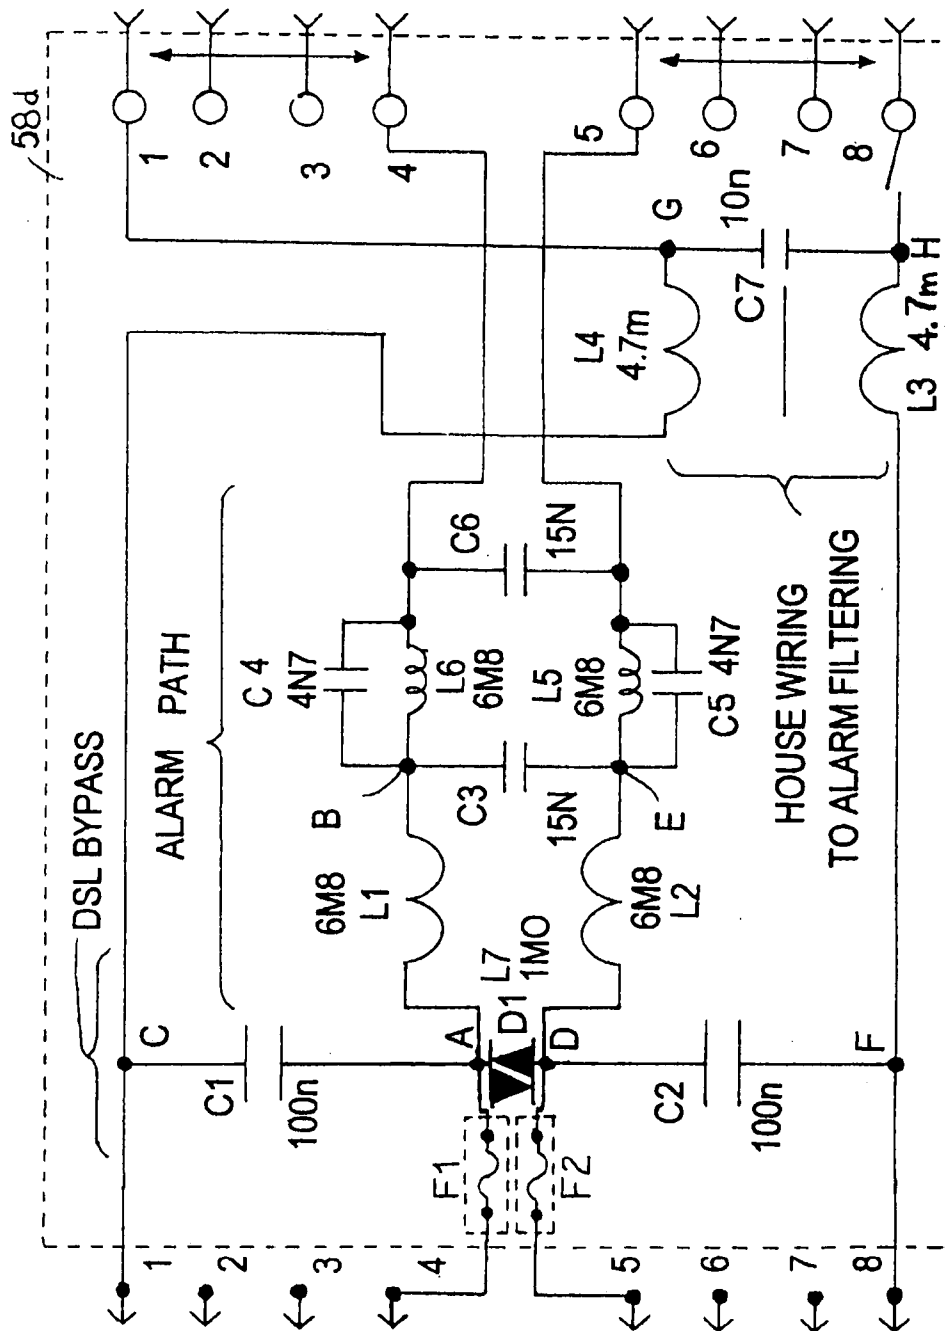 58d
DSL BYPASS
ALARM PATH
HOUSE WIRING
TO ALARM FILTERING
1
2
3
4
5
6
7
8
C
C1
100n
A
D1
D
L7
1MO
F1
F2
C2
100n
F
6M8
L1
B
6M8
L2
E
C 4
4N7
L6
6M8
C3
15N
L5
6M8
C5 4N7
C6
15N
L4
4.7m
G
10n
C7
H
L3 4.7m
1
2
3
4
5
6
7
8